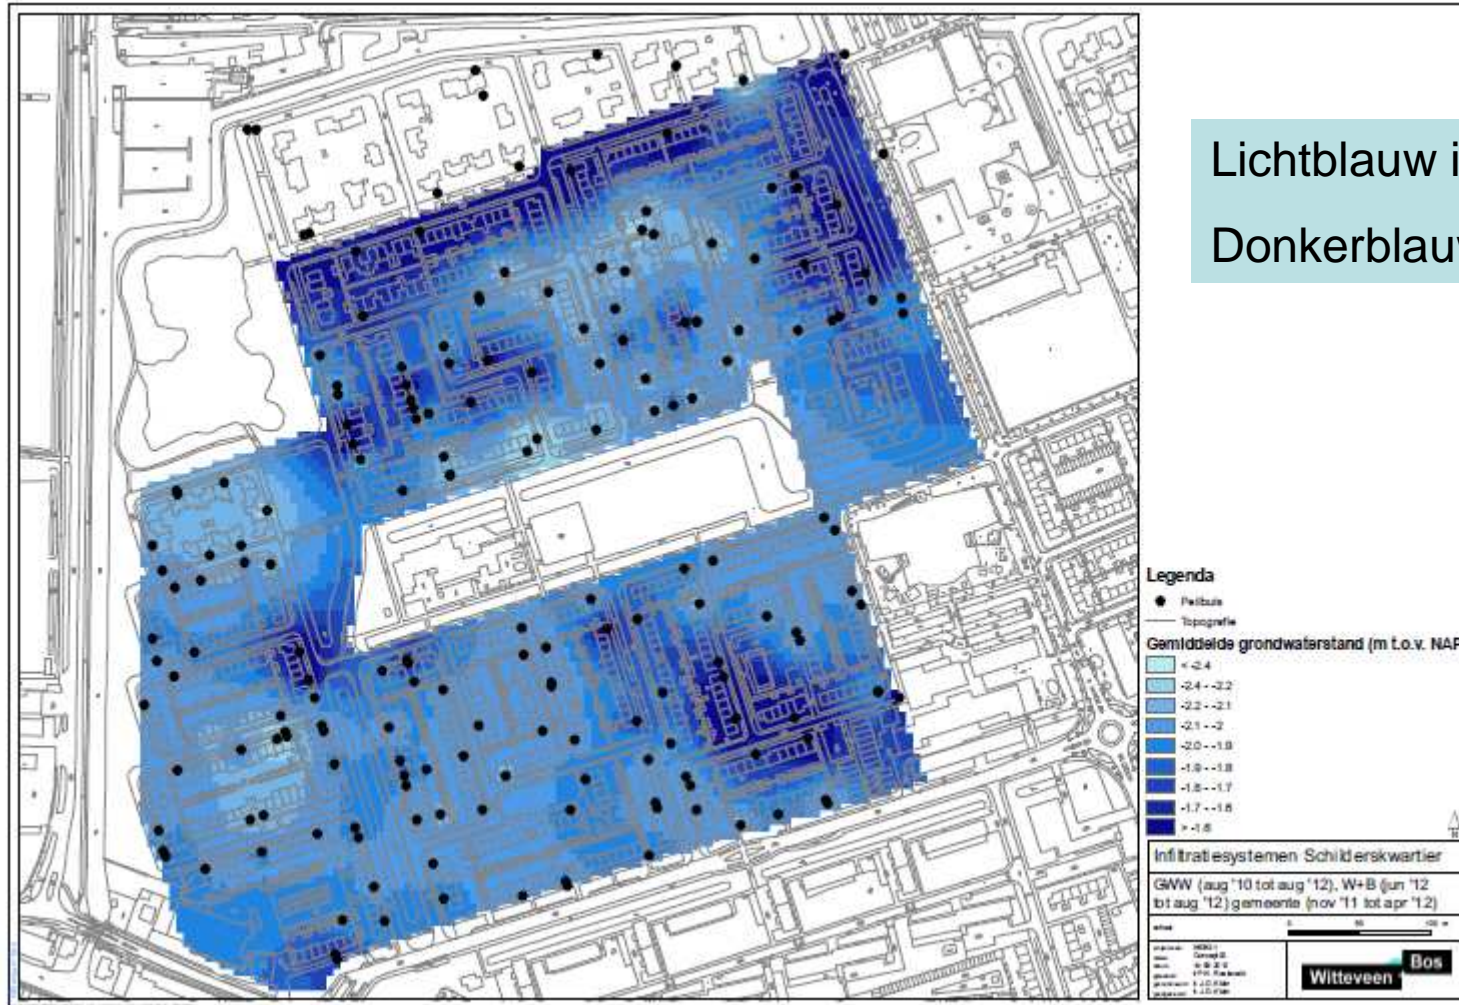 Lichtblauw i
Donkerblauw
Legenda
Peilbuis
Topografie
Gemiddelde grondwaterstand (m t.o.v. NAP
< -2.4
-2.4 - -2.2
-2.2 - -2.1
-2.1 - -2
-2.0 - -1.9
-1.9 - -1.8
-1.8 - -1.7
-1.7 - -1.6
> -1.6
Infiltratiesystemen Schilderskwartier
GWW (aug '10 tot aug '12), W+B (jun '12
tot aug '12) gemeente (nov '11 tot apr '12)
Witteveen Bos